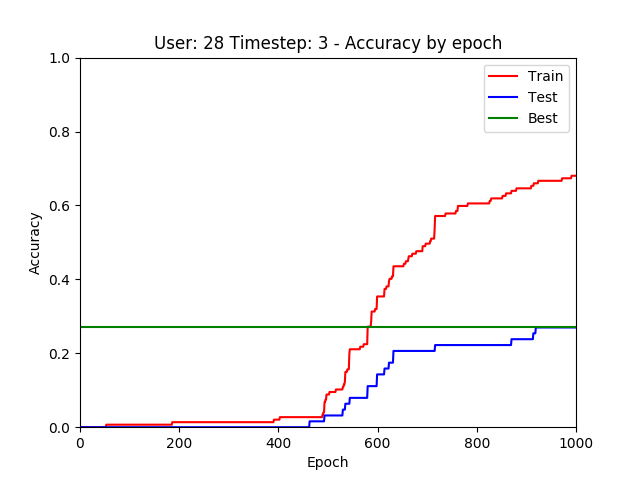 User: 28 Timestep: 3 - Accuracy by epoch
1.0
0.8
0.6
0.4
0.2
0.0
Accuracy
Train
Test
Best
0 200 400 600 800 1000
Epoch